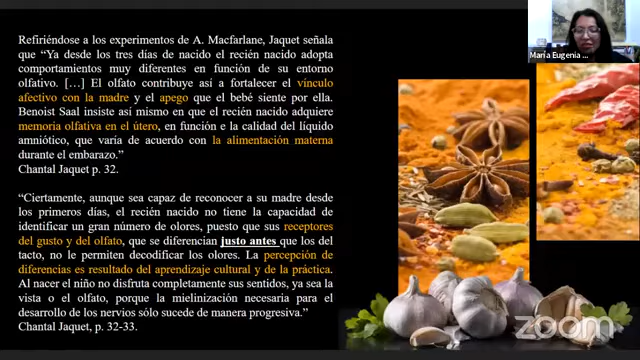 Refiriéndose a los experimentos de A. Macfarlane, Jaquet señala
que “Ya desde los tres días de nacido el recién nacido adopta
comportamientos muy diferentes en función de su entorno
olfativo. […] El olfato contribuye así a fortalecer el vínculo
afectivo con la madre y el apego que el bebé siente por ella.
Benoist Saal insiste así mismo en que el recién nacido adquiere
memoria olfativa en el útero, en función e la calidad del líquido
amniótico, que varía de acuerdo con la alimentación materna
durante el embarazo.”
Chantal Jaquet p. 32.
“Ciertamente, aunque sea capaz de reconocer a su madre desde
los primeros días, el recién nacido no tiene la capacidad de
identificar un gran número de olores, puesto que sus receptores
del gusto y del olfato, que se diferencian justo antes que los del
tacto, no le permiten decodificar los olores. La percepción de
diferencias es resultado del aprendizaje cultural y de la práctica.
Al nacer el niño no disfruta completamente sus sentidos, ya sea la
vista o el olfato, porque la mielinización necesaria para el
desarrollo de los nervios sólo sucede de manera progresiva.”
Chantal Jaquet, p. 32-33.
María Eugenia ...
zoom